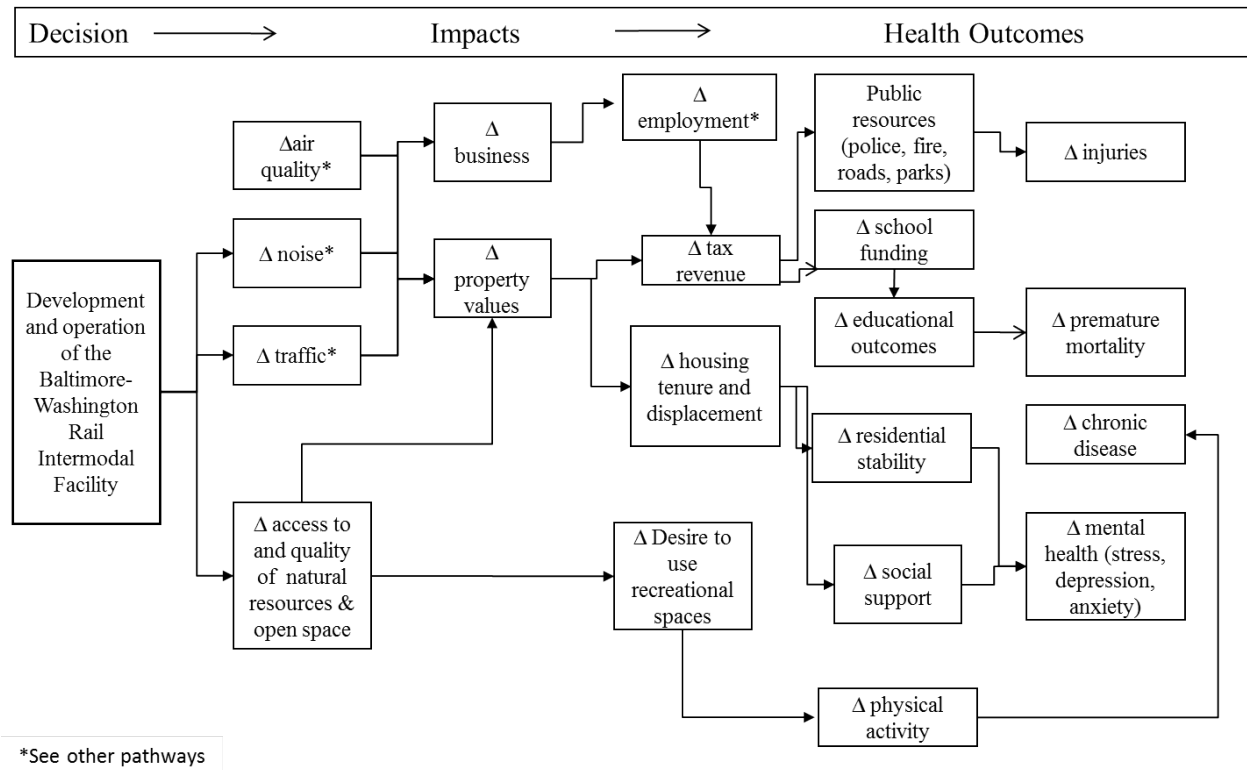 Decision
Impacts
Health Outcomes
Δair
quality*
Δ
business
Δ
employment*
Public
resources
(police, fire,
roads, parks)
Δ injuries
Δ noise*
Δ
property
values
Δ tax
revenue
Δ school
funding
Development
and operation
of the
Baltimore-
Washington
Rail
Intermodal
Facility
Δ traffic*
Δ educational
outcomes
Δ premature
mortality
Δ housing
tenure and
displacement
Δ residential
stability
Δ chronic
disease
Δ access to
and quality
of natural
resources &
open space
Δ Desire to
use
recreational
spaces
Δ social
support
Δ mental
health (stress,
depression,
anxiety)
Δ physical
activity
*See other pathways